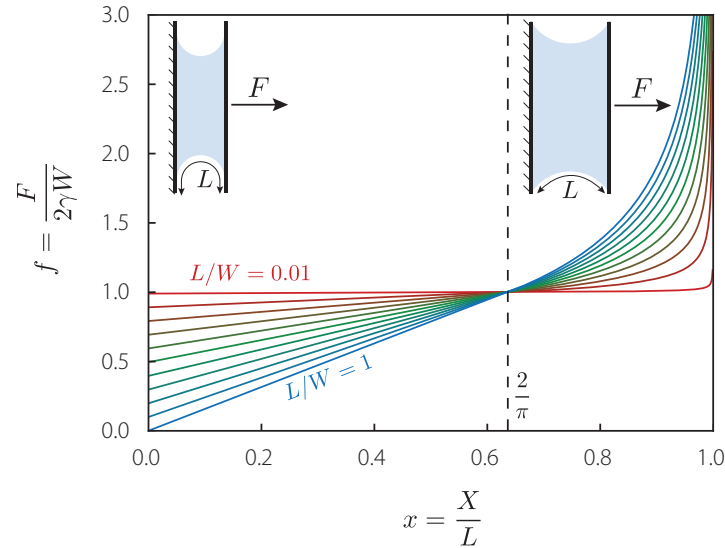 3.0
2.5
2.0
1.5
1.0
0.5
0.0
f = F / 2γW
F
L
F
L
L/W = 0.01
L/W = 1
2/π
0.0 0.2 0.4 0.6 0.8 1.0
x = X / L